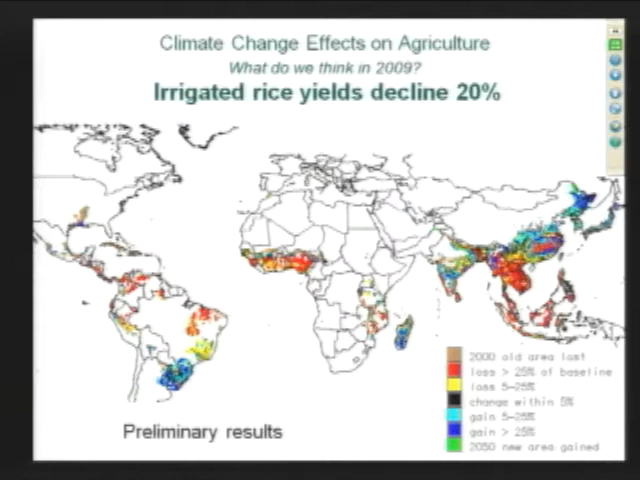 Climate Change Effects on Agriculture
What do we think in 2009?
Irrigated rice yields decline 20%
2000 old area lost
loss > 25% of baseline
loss 5-25%
change within 5%
gain 5-25%
gain > 25%
2050 new area gained
Preliminary results